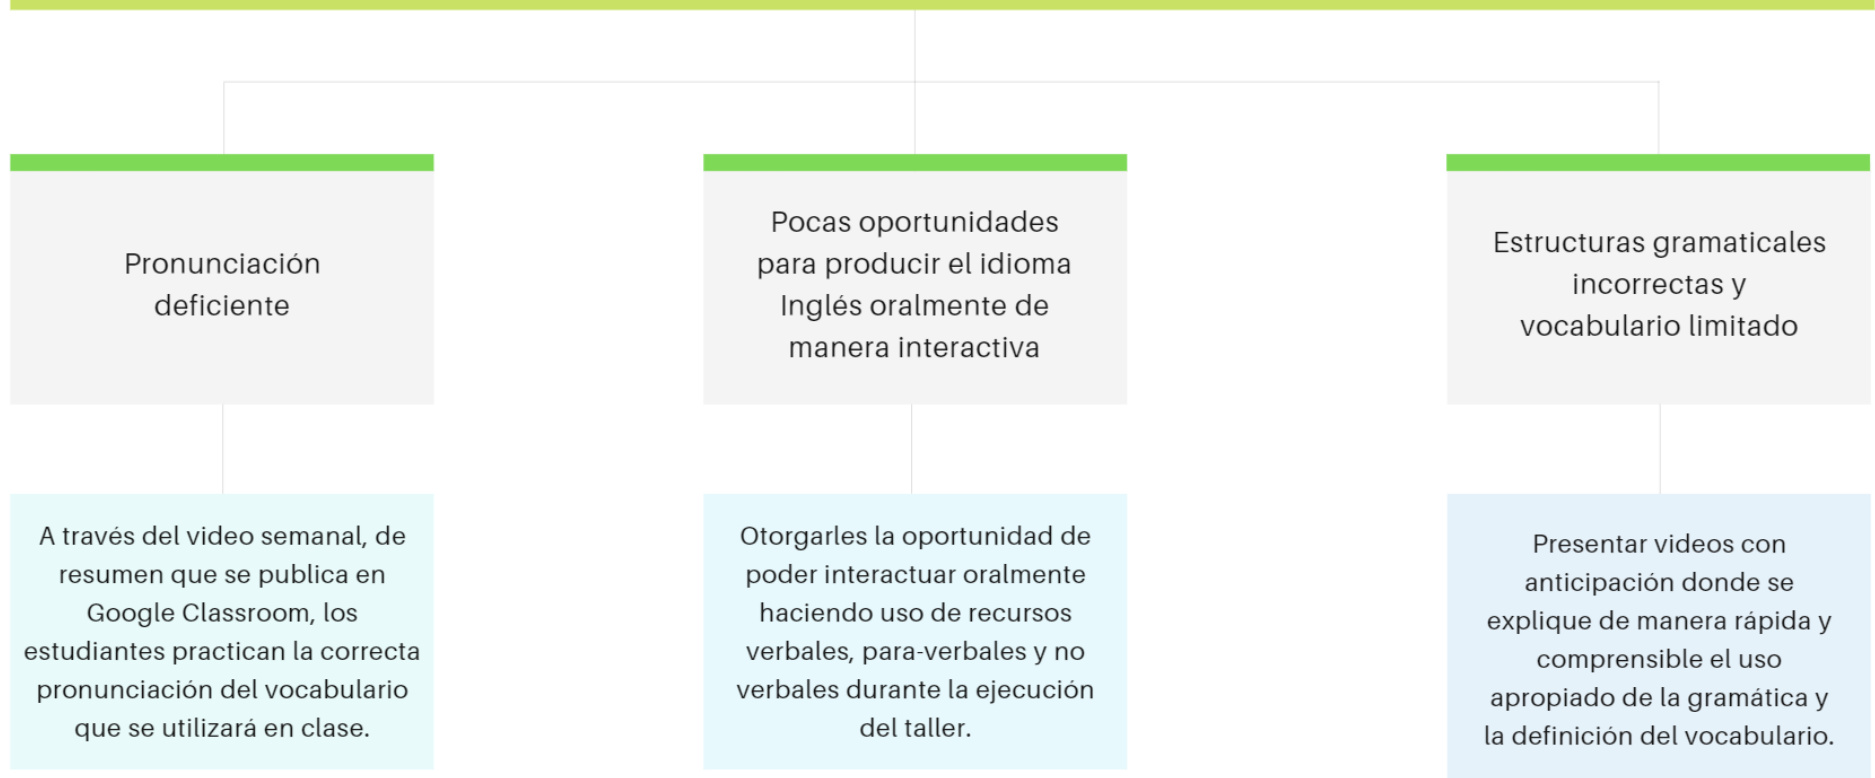 Pronunciación
deficiente
Pocas oportunidades
para producir el idioma
Inglés oralmente de
manera interactiva
Estructuras gramaticales
incorrectas y
vocabulario limitado
A través del video semanal, de
resumen que se publica en
Google Classroom, los
estudiantes practican la correcta
pronunciación del vocabulario
que se utilizará en clase.
Otorgarles la oportunidad de
poder interactuar oralmente
haciendo uso de recursos
verbales, para-verbales y no
verbales durante la ejecución
del taller.
Presentar videos con
anticipación donde se
explique de manera rápida y
comprensible el uso
apropiado de la gramática y
la definición del vocabulario.